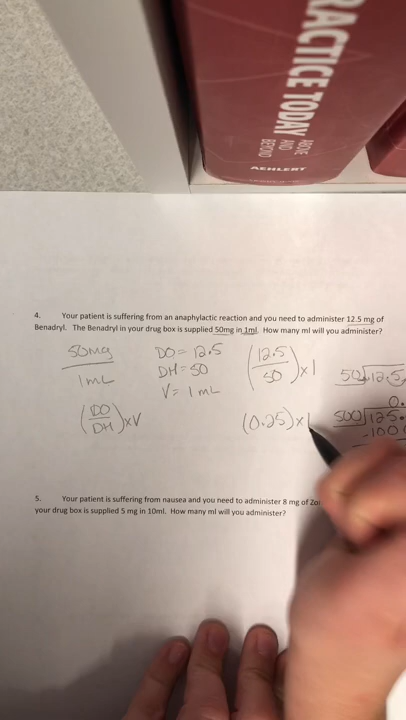 PRACTICE TODAY
ABOVE
AND
BEYOND
AEHLERT
4. Your patient is suffering from an anaphylactic reaction and you need to administer 12.5 mg of
Benadryl. The Benadryl in your drug box is supplied 50mg in 1ml. How many ml will you administer?
50mg
1mL
DO = 12.5
DH = 50
V = 1 mL
(12.5/50) x 1
50 12.5
(DO/DH) x V
(0.25) x 1
0.
500 125.
-100
5. Your patient is suffering from nausea and you need to administer 8 mg of
your drug box is supplied 5 mg in 10ml. How many ml will you administer?